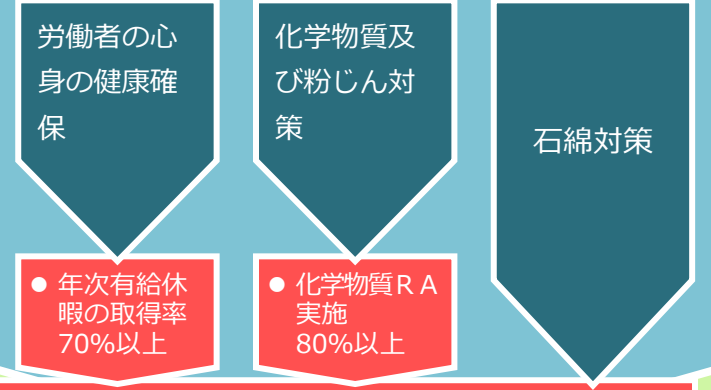 労働者の心
身の健康確
保
化学物質及
び粉じん対
策
石綿対策
● 年次有給休
暇の取得率
70%以上
● 化学物質ＲＡ
実施
80%以上